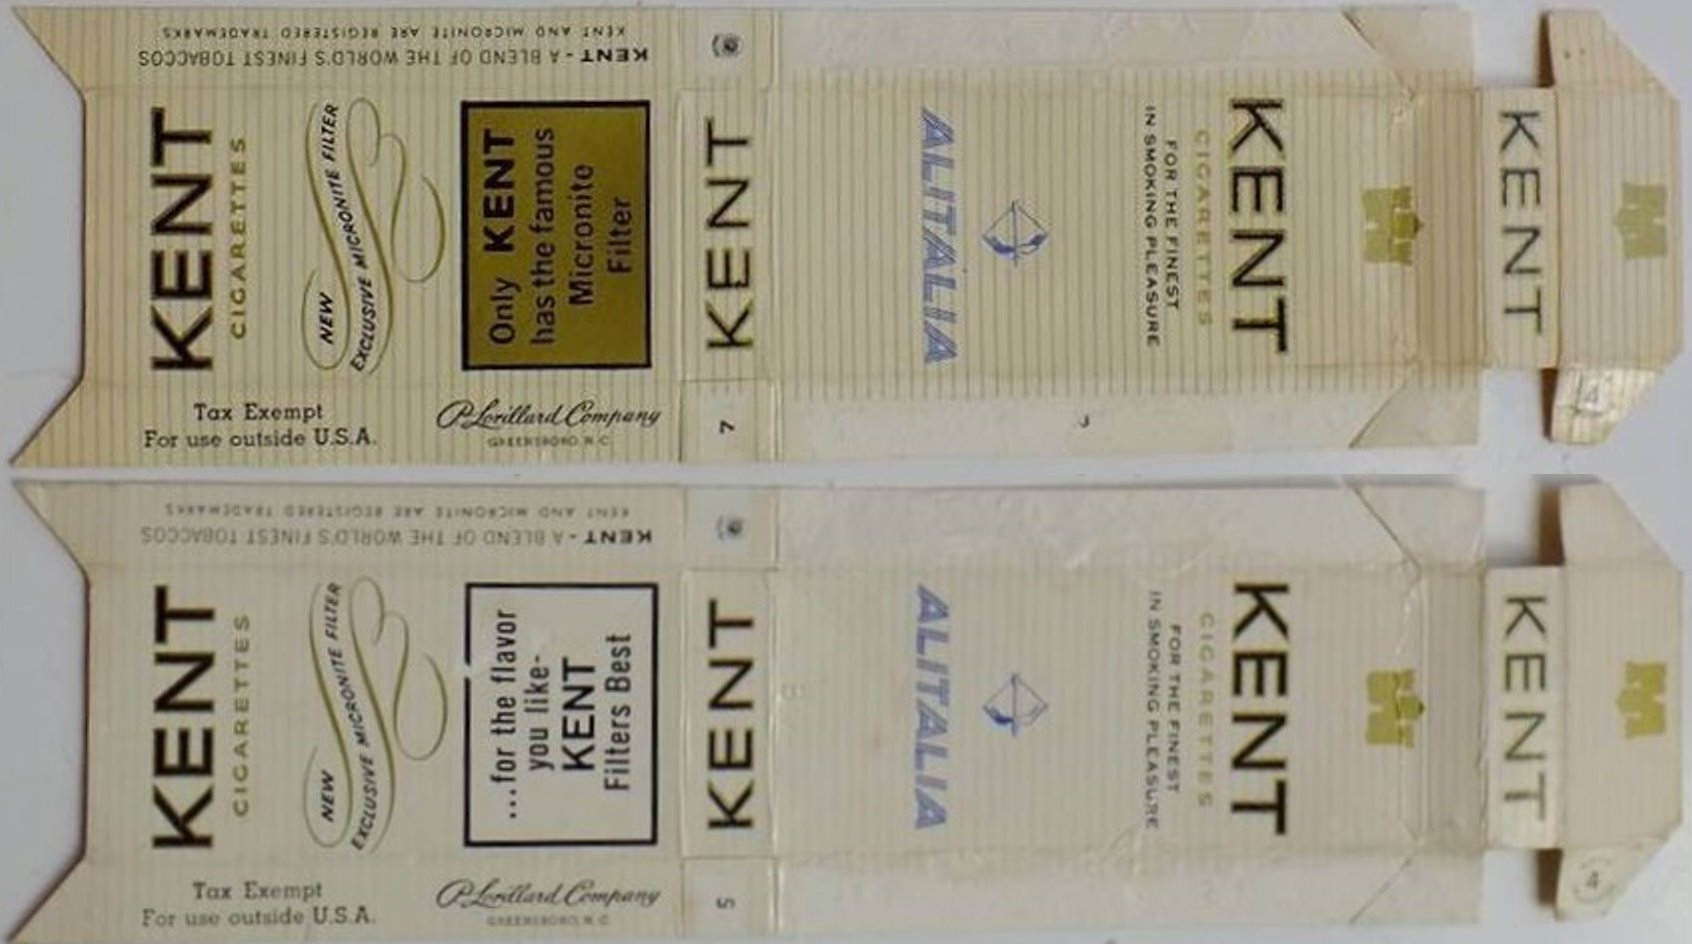 KENT AND MICRONITE ARE REGISTERED TRADEMARKS
KENT - A BLEND OF THE WORLD'S FINEST TOBACCOS
KENT
CIGARETTES
NEW
EXCLUSIVE MICRONITE FILTER
Only KENT
has the famous
Micronite
Filter
Tax Exempt
For use outside U.S.A.
P. Lorillard Company
GREENSBORO N C
KENT
7
ALITALIA
KENT
CIGARETTES
FOR THE FINEST
IN SMOKING PLEASURE
J
KENT
4
KENT AND MICRONITE ARE REGISTERED TRADEMARKS
KENT - A BLEND OF THE WORLD'S FINEST TOBACCOS
KENT
CIGARETTES
NEW
EXCLUSIVE MICRONITE FILTER
...for the flavor
you like-
KENT
Filters Best
Tax Exempt
For use outside U.S.A.
P. Lorillard Company
GREENSBORO N C
KENT
5
ALITALIA
KENT
CIGARETTES
FOR THE FINEST
IN SMOKING PLEASURE
KENT
4